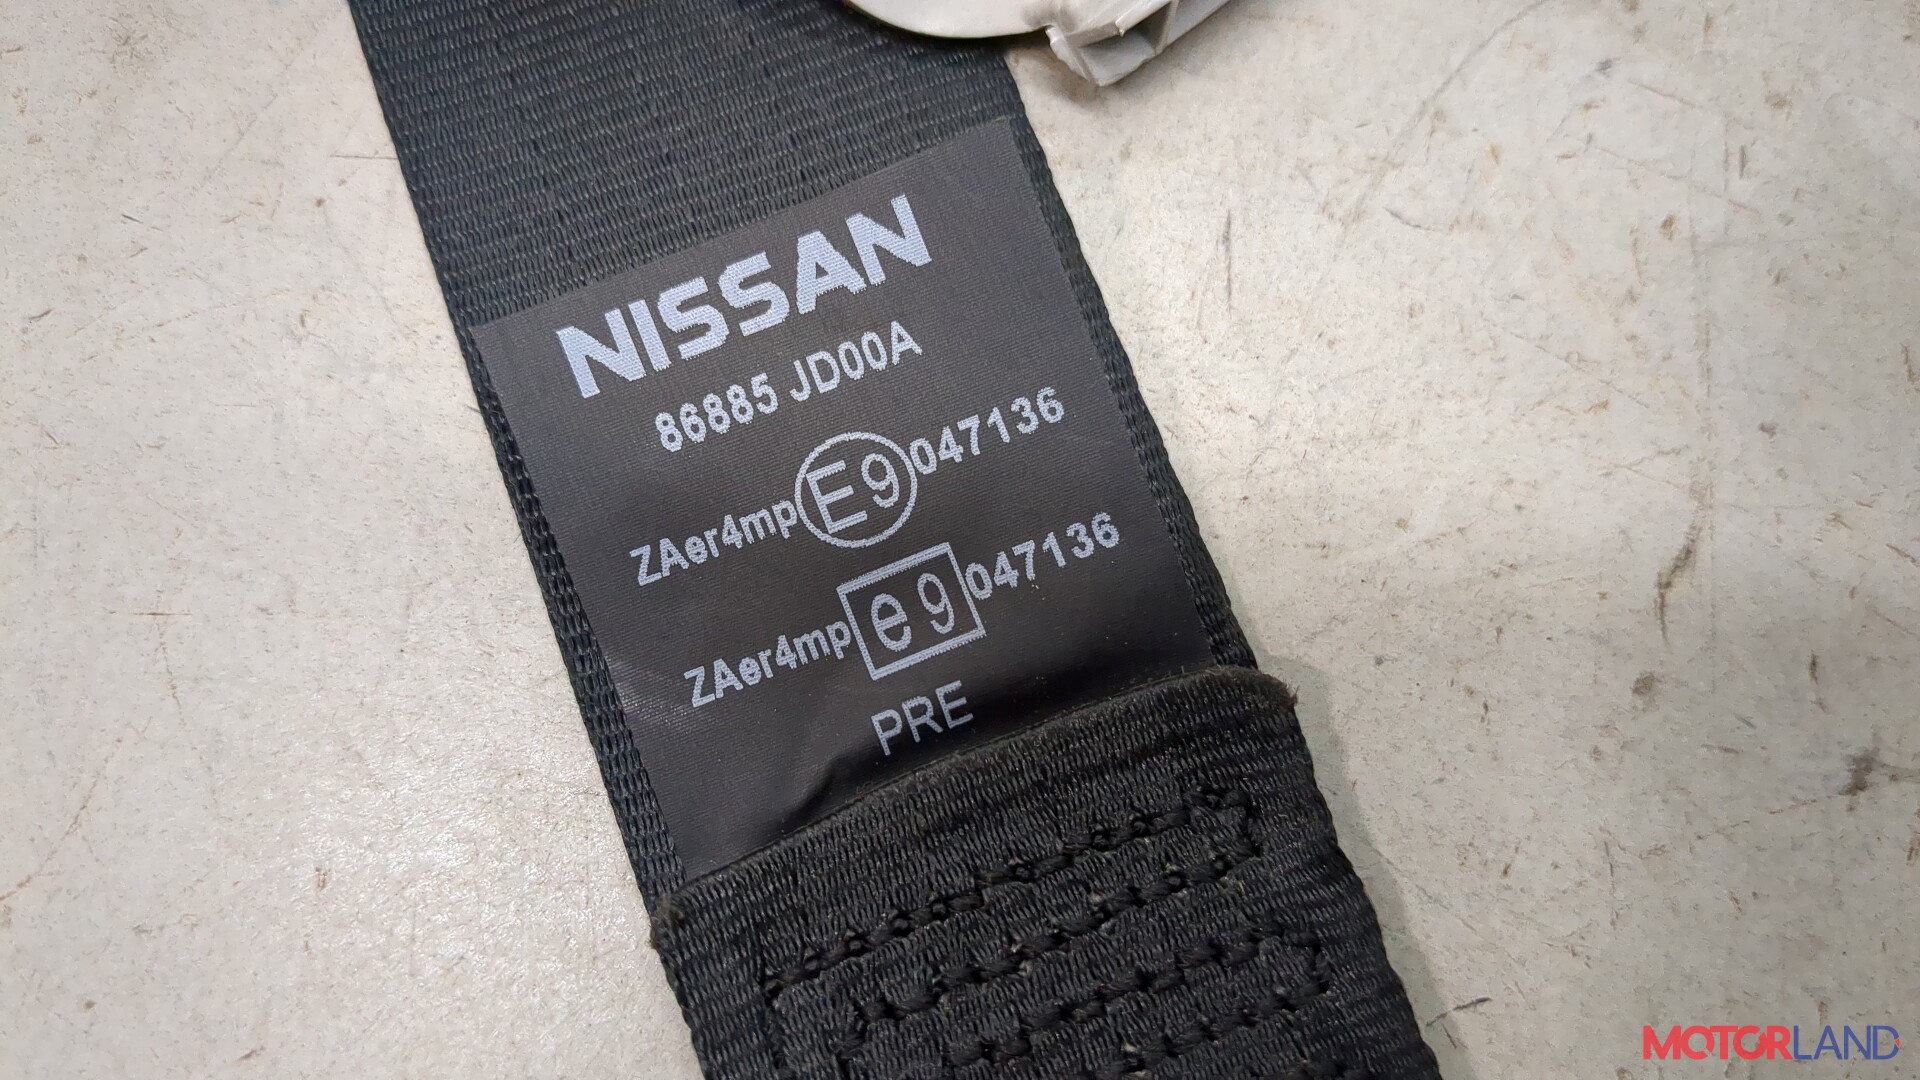 NISSAN
86885 JD00A
ZAer4mp E9 047136
ZAer4mp e9 047136
PRE
MOTORLAND